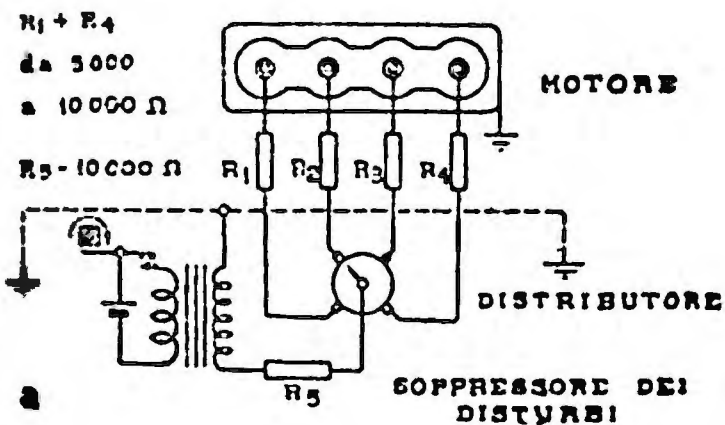 R1 ÷ R4
da 5000
a 10000 Ω
R5 - 10000 Ω
MOTORE
R1
R2
R3
R4
DISTRIBUTORE
R5
a
SOPPRESSORE DEI
DISTURBI